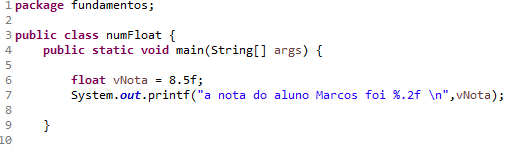 1 package fundamentos;
2
3 public class numFloat {
4     public static void main(String[] args) {
5
6         float vNota = 8.5f;
7         System.out.printf("a nota do aluno Marcos foi %.2f \n",vNota);
8
9     }
10